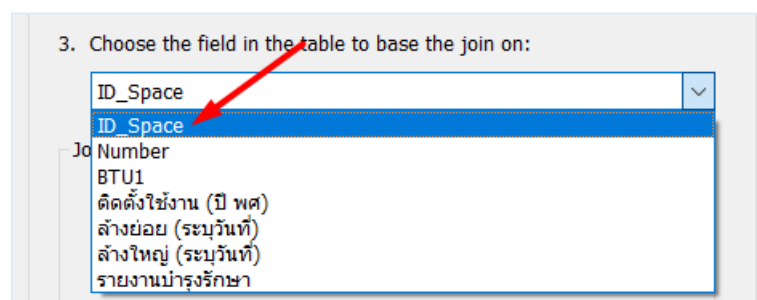 3. Choose the field in the table to base the join on:
ID_Space
ID_Space
Jo
Number
BTU1
ติดตั้งใช้งาน (ปี พศ)
ล้างย่อย (ระบุวันที่)
ล้างใหญ่ (ระบุวันที่)
รายงานบำรุงรักษา